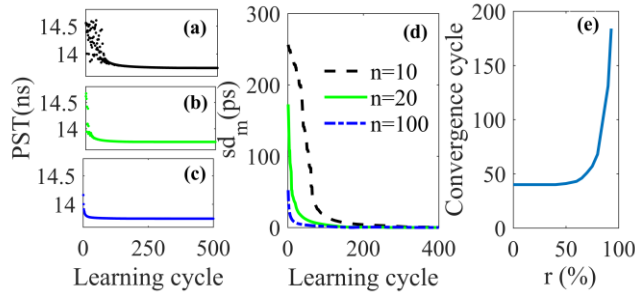 PST(ns)
14.5
14
(a)
14
(b)
14.5
14
(c)
0
250
500
Learning cycle
sd_m (ps)
300
200
100
0
(d)
n=10
n=20
n=100
0
200
400
Learning cycle
Convergence cycle
200
150
100
50
0
(e)
0
50
100
r (%)